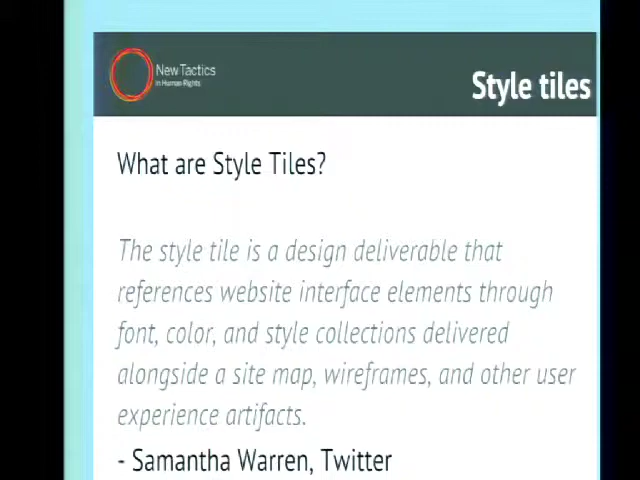 New Tactics
in Human Rights
Style tiles
What are Style Tiles?
The style tile is a design deliverable that
references website interface elements through
font, color, and style collections delivered
alongside a site map, wireframes, and other user
experience artifacts.
- Samantha Warren, Twitter